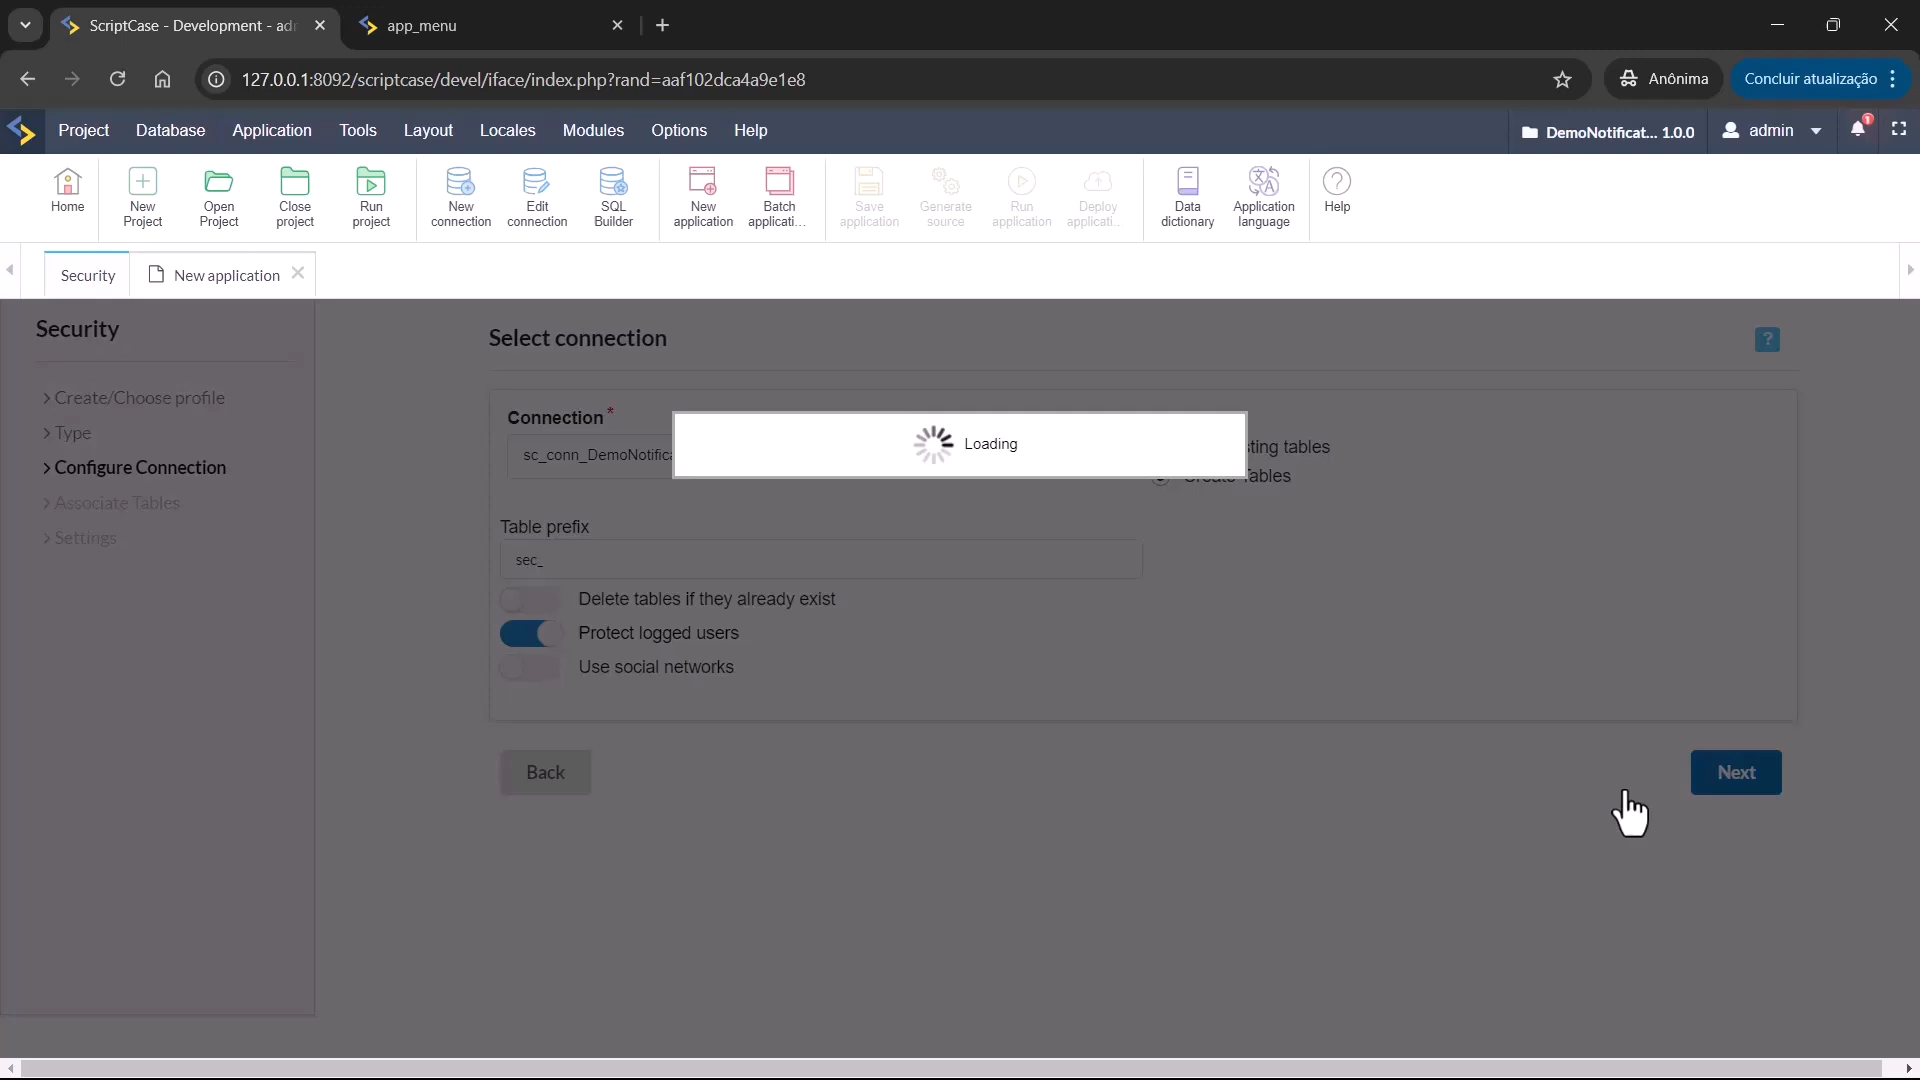 ScriptCase - Development - adm
app_menu
127.0.0.1:8092/scriptcase/devel/iface/index.php?rand=aaf102dca4a9e1e8
Anônima
Concluir atualização
Project Database Application Tools Layout Locales Modules Options Help
DemoNotificat... 1.0.0
admin
1
Home
New Project
Open Project
Close project
Run project
New connection
Edit connection
SQL Builder
New application
Batch applicati...
Save application
Generate source
Run application
Deploy applicati...
Data dictionary
Application language
Help
Security
New application
Security
> Create/Choose profile
> Type
> Configure Connection
> Associate Tables
> Settings
Select connection
?
Connection *
sc_conn_DemoNotifica
Loading
sting tables
Create Tables
Table prefix
sec_
Delete tables if they already exist
Protect logged users
Use social networks
Back
Next